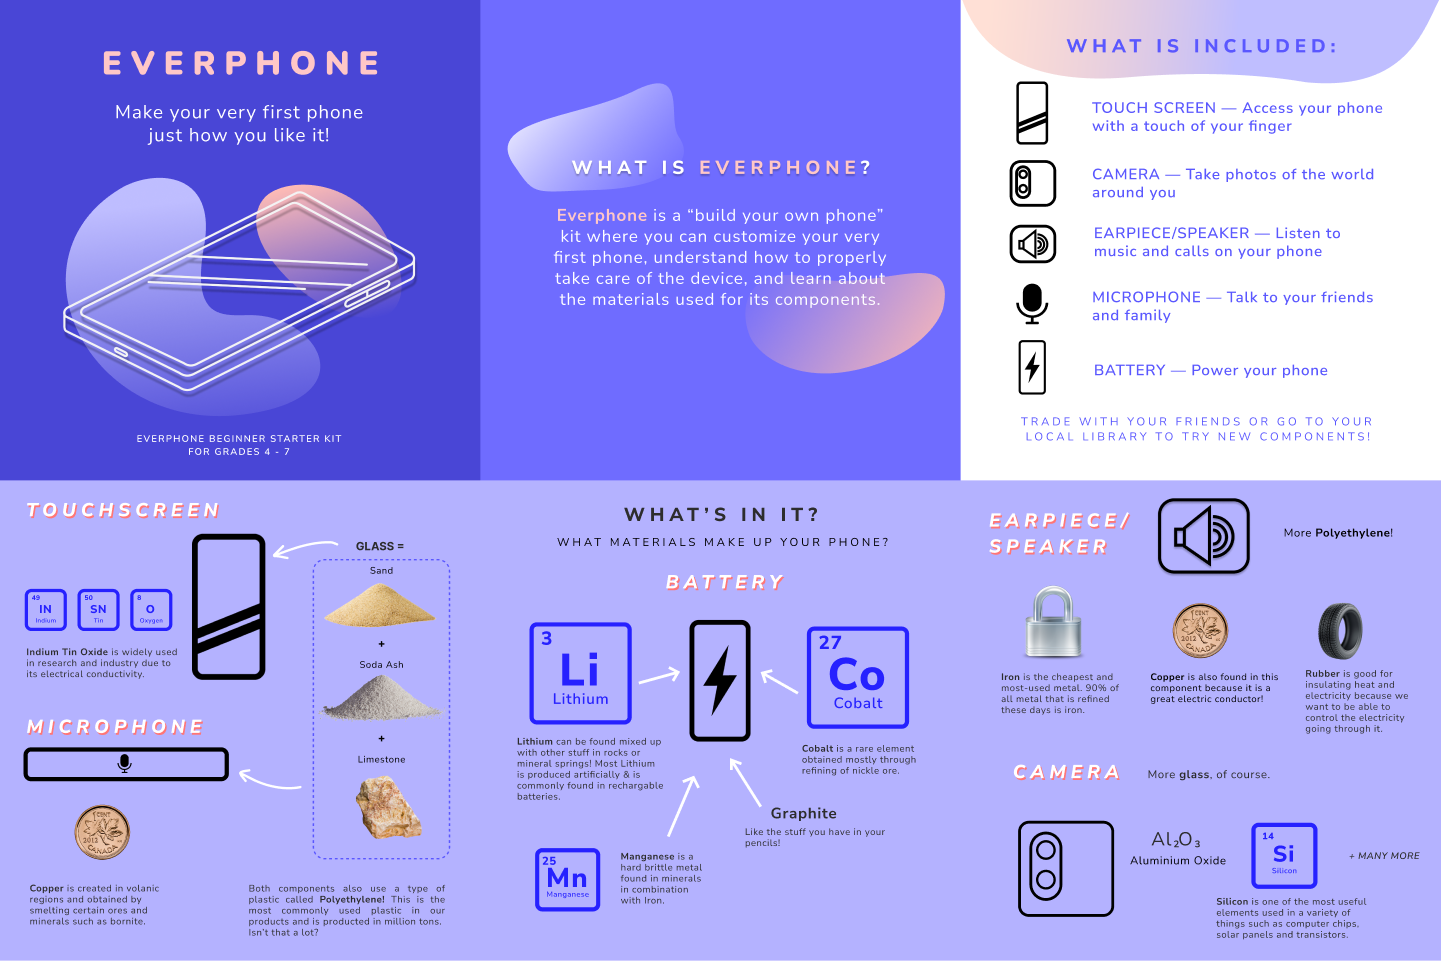 EVERPHONE
Make your very first phone
just how you like it!
EVERPHONE BEGINNER STARTER KIT
FOR GRADES 4 - 7
WHAT IS EVERPHONE?
Everphone is a “build your own phone”
kit where you can customize your very
first phone, understand how to properly
take care of the device, and learn about
the materials used for its components.
WHAT IS INCLUDED:
TOUCH SCREEN — Access your phone
with a touch of your finger
CAMERA — Take photos of the world
around you
EARPIECE/SPEAKER — Listen to
music and calls on your phone
MICROPHONE — Talk to your friends
and family
BATTERY — Power your phone
TRADE WITH YOUR FRIENDS OR GO TO YOUR
LOCAL LIBRARY TO TRY NEW COMPONENTS!
TOUCHSCREEN
49
IN
Indium
50
SN
Tin
8
O
Oxygen
Indium Tin Oxide is widely used
in research and industry due to
its electrical conductivity.
GLASS =
Sand
+
Soda Ash
+
Limestone
MICROPHONE
1 CENT
2012
CANADA
Copper is created in volanic
regions and obtained by
smelting certain ores and
minerals such as bornite.
Both components also use a type of
plastic called Polyethylene! This is the
most commonly used plastic in our
products and is producted in million tons.
Isn't that a lot?
WHAT’S IN IT?
WHAT MATERIALS MAKE UP YOUR PHONE?
BATTERY
3
Li
Lithium
27
Co
Cobalt
Lithium can be found mixed up
with other stuff in rocks or
mineral springs! Most Lithium
is produced artificially & is
commonly found in rechargable
batteries.
Cobalt is a rare element
obtained mostly through
refining of nickle ore.
Graphite
Like the stuff you have in your
pencils!
25
Mn
Manganese
Manganese is a
hard brittle metal
found in minerals
in combination
with Iron.
EARPIECE/
SPEAKER
More Polyethylene!
1 CENT
2012
CANADA
Iron is the cheapest and
most-used metal. 90% of
all metal that is refined
these days is iron.
Copper is also found in this
component because it is a
great electric conductor!
Rubber is good for
insulating heat and
electricity because we
want to be able to
control the electricity
going through it.
CAMERA
More glass, of course.
Al₂O₃
Aluminium Oxide
14
Si
Silicon
+ MANY MORE
Silicon is one of the most useful
elements used in a variety of
things such as computer chips,
solar panels and transistors.